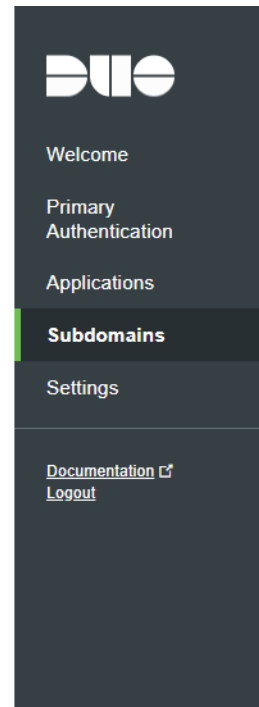 DUO
Welcome
Primary
Authentication
Applications
Subdomains
Settings
Documentation
Logout